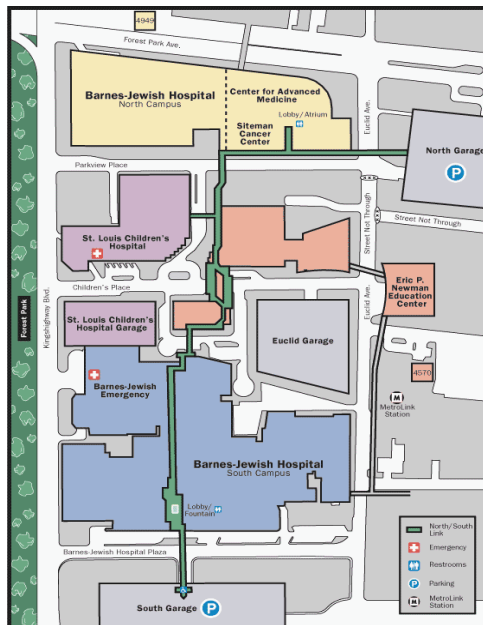 4949
Forest Park Ave.
Barnes-Jewish Hospital
North Campus
Center for Advanced
Medicine
Lobby/Atrium
Siteman
Cancer
Center
Euclid Ave.
North Garage
P
Parkview Place
St. Louis Children's
Hospital
Street Not Through
Street Not Through
Children's Place
Eric P.
Newman
Education
Center
Forest Park
Kingshighway Blvd.
St. Louis Children's
Hospital Garage
Euclid Garage
Euclid Ave.
Barnes-Jewish
Emergency
4570
M
MetroLink
Station
Barnes-Jewish Hospital
South Campus
Lobby/
Fountain
Barnes-Jewish Hospital Plaza
South Garage P
North/South
Link
Emergency
Restrooms
P Parking
M MetroLink
Station